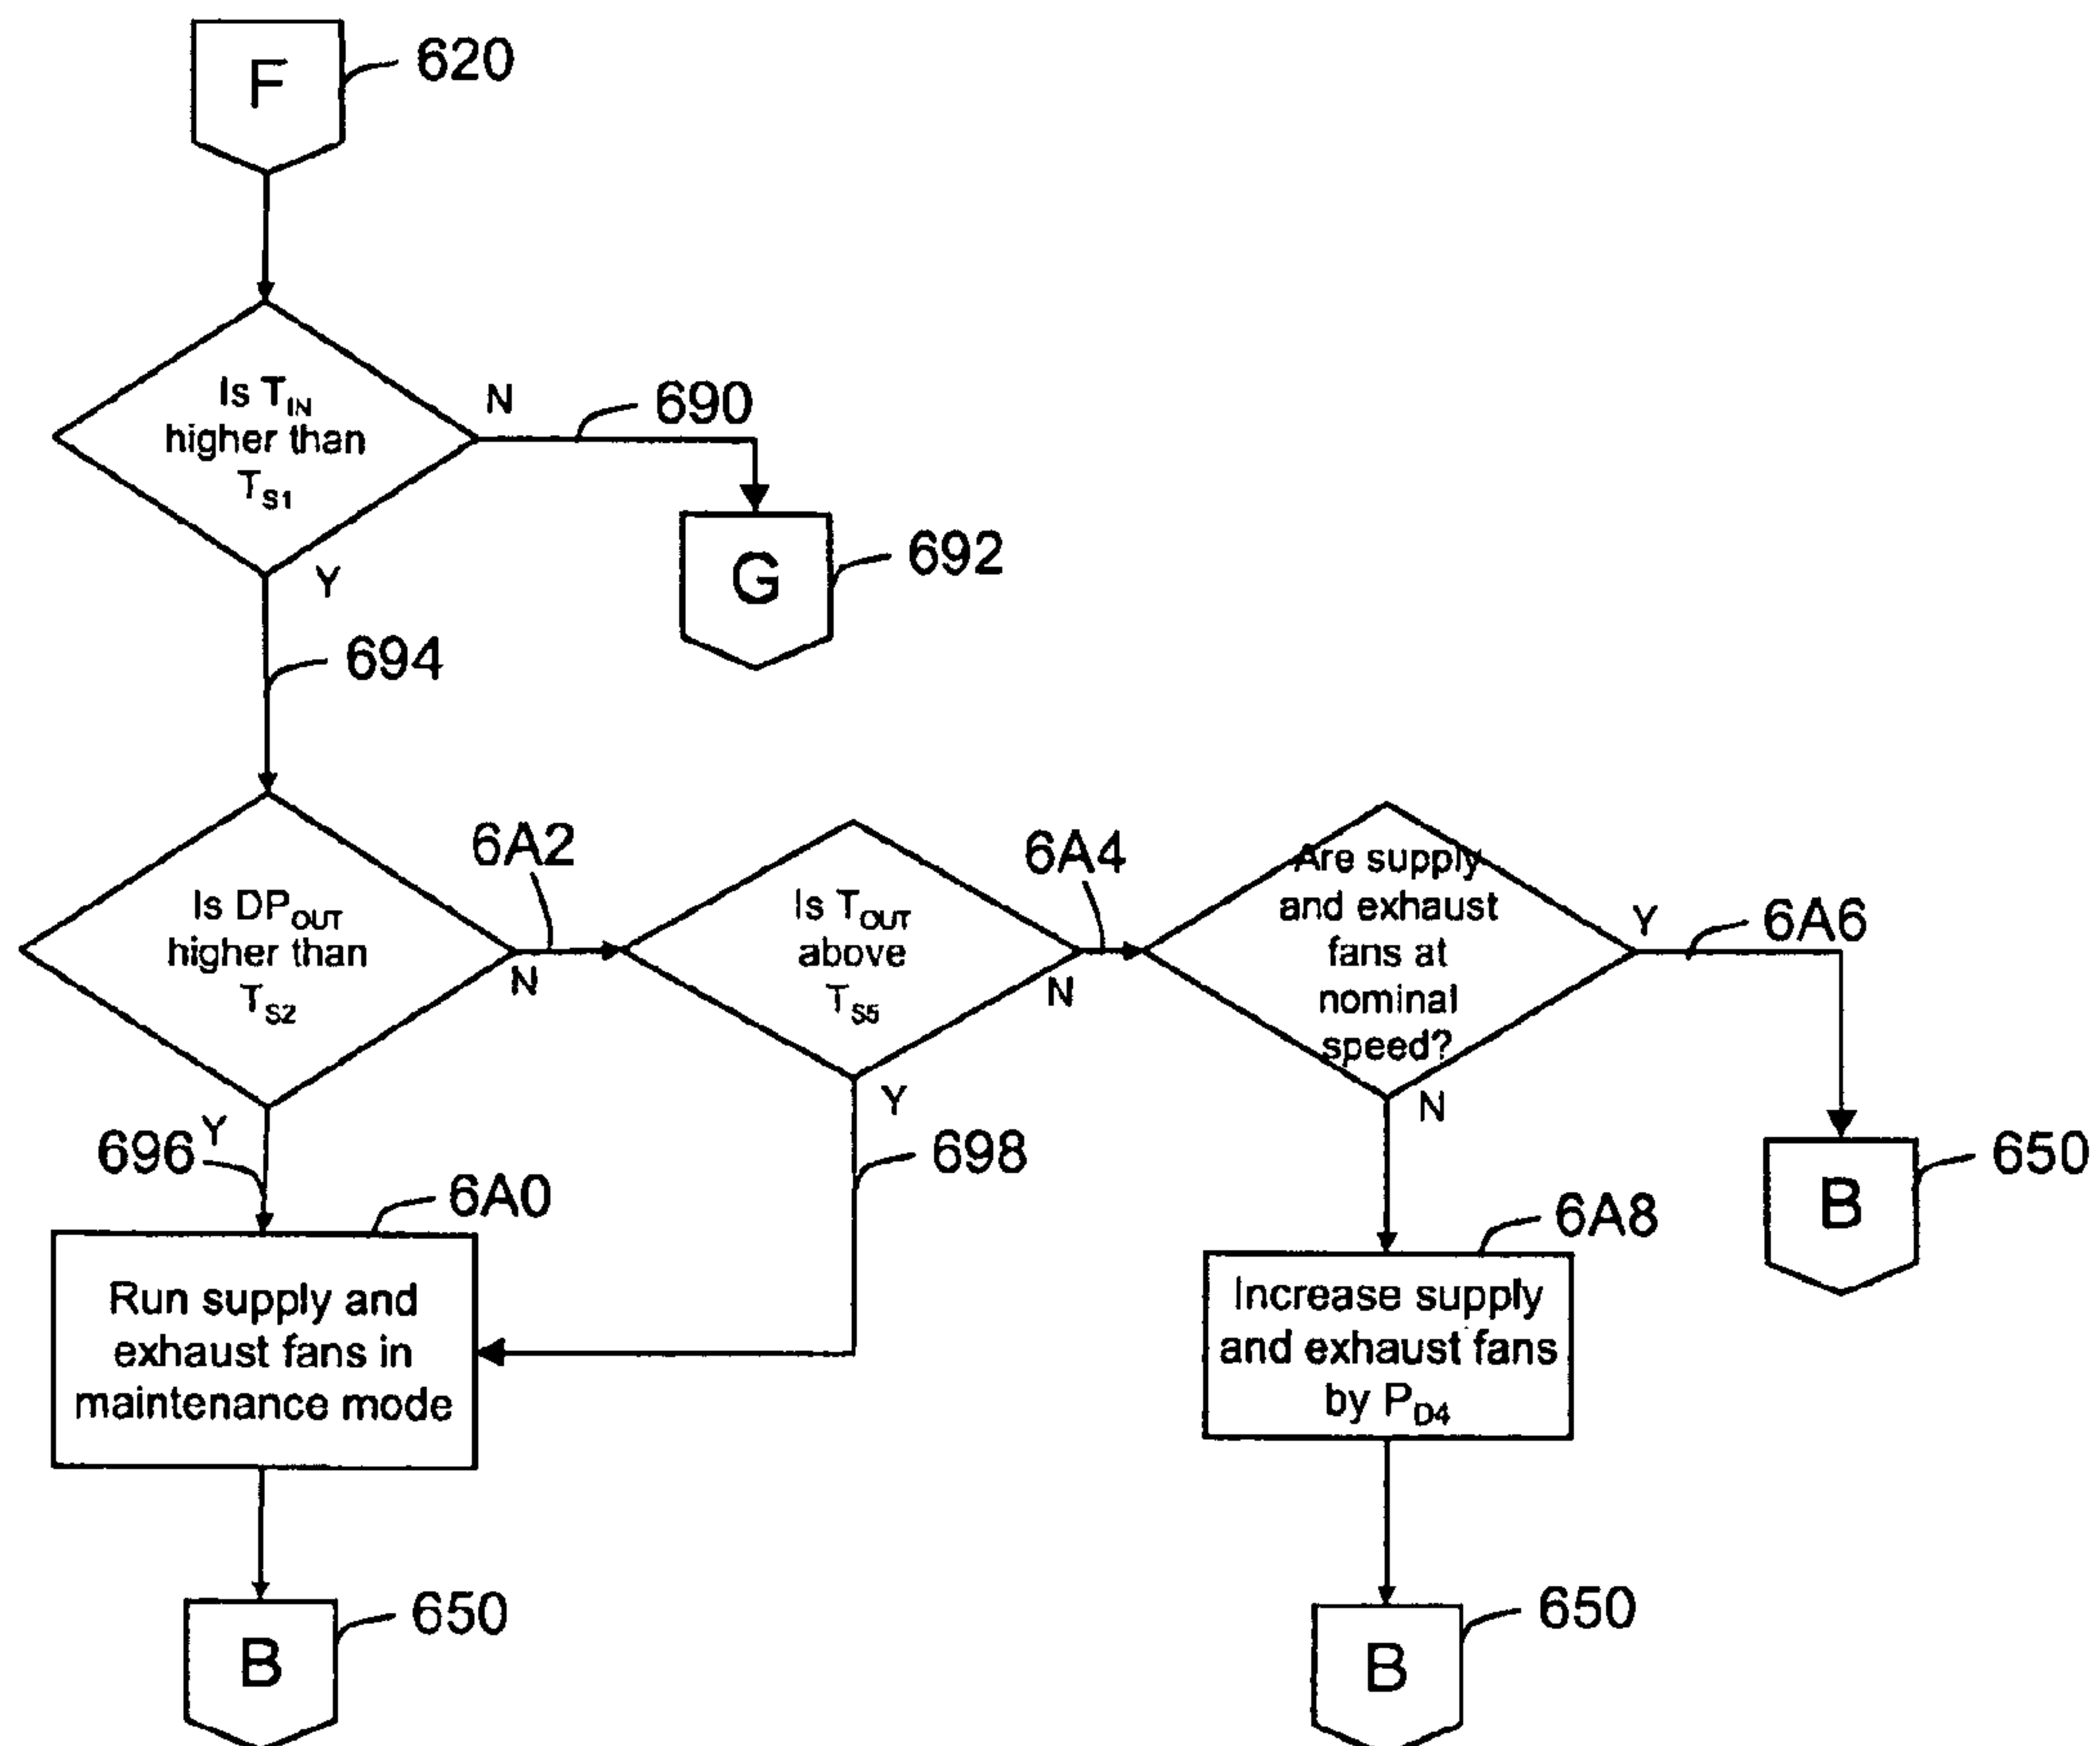 F
620
Is T_IN
higher than
T_S1
N
690
G
692
Y
694
Is DP_OUT
higher than
T_S2
6A2
N
Is T_OUT
above
T_S5
6A4
N
Are supply
and exhaust
fans at
nominal
speed?
Y
6A6
B
650
Y
696
6A0
Run supply and
exhaust fans in
maintenance mode
Y
698
N
6A8
Increase supply
and exhaust fans
by P_D4
B
650
B
650